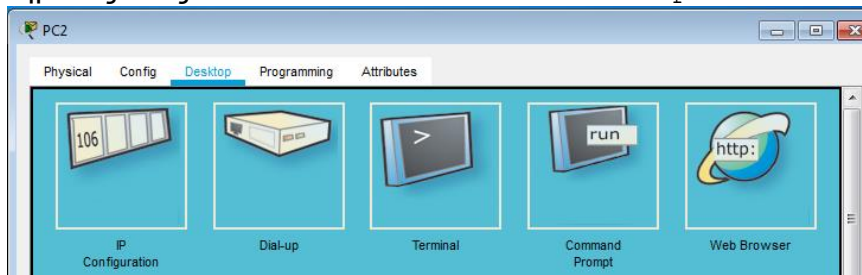 PC2
Physical Config Desktop Programming Attributes
106
>
run
http:
IP
Configuration
Dial-up
Terminal
Command
Prompt
Web Browser